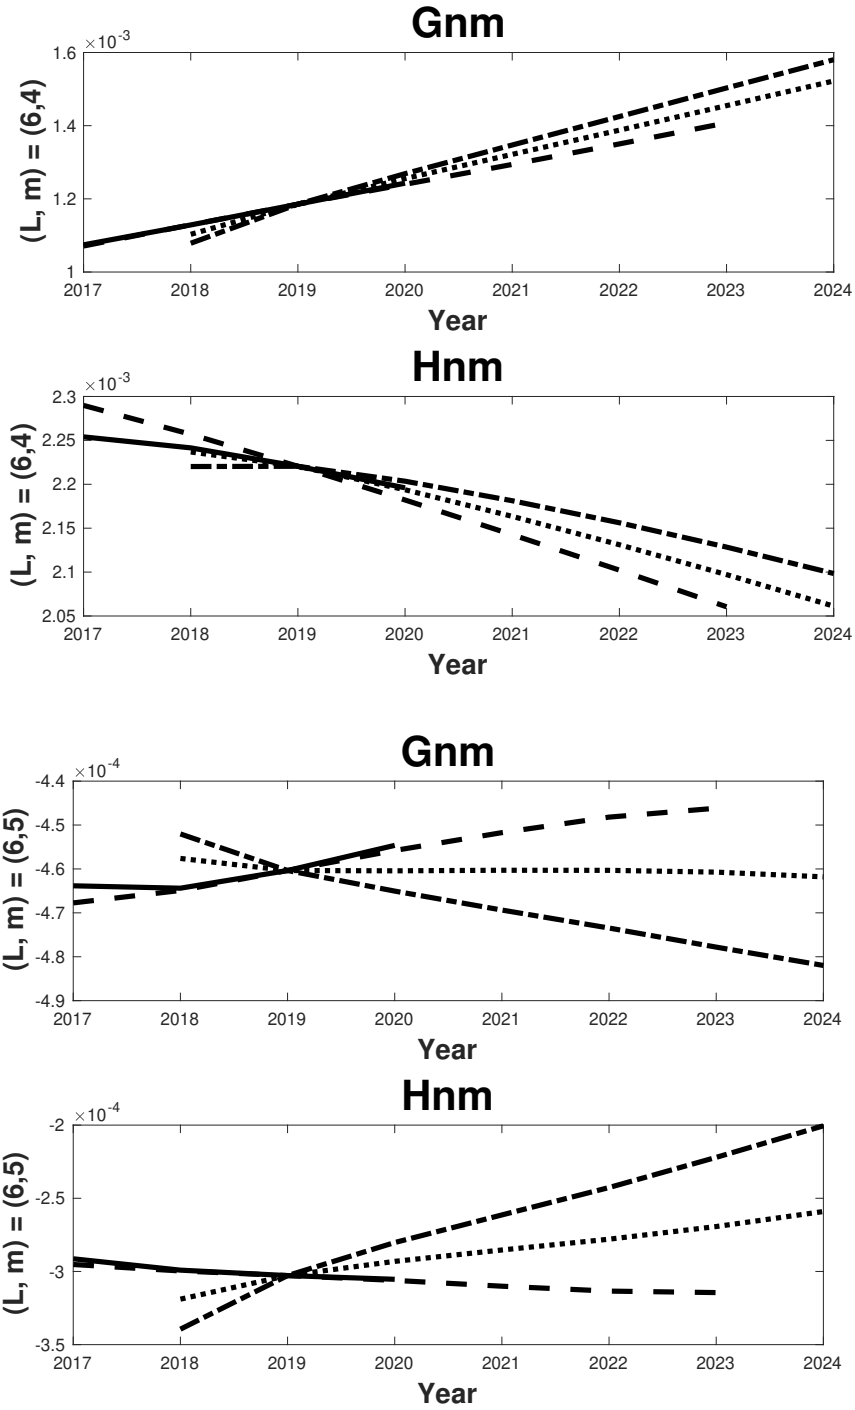 Gnm
×10-3
1.6
1.4
1.2
1
(L, m) = (6,4)
2017 2018 2019 2020 2021 2022 2023 2024
Year
Hnm
×10-3
2.3
2.25
2.2
2.15
2.1
2.05
(L, m) = (6,4)
2017 2018 2019 2020 2021 2022 2023 2024
Year
Gnm
×10-4
-4.4
-4.5
-4.6
-4.7
-4.8
-4.9
(L, m) = (6,5)
2017 2018 2019 2020 2021 2022 2023 2024
Year
Hnm
×10-4
-2
-2.5
-3
-3.5
(L, m) = (6,5)
2017 2018 2019 2020 2021 2022 2023 2024
Year